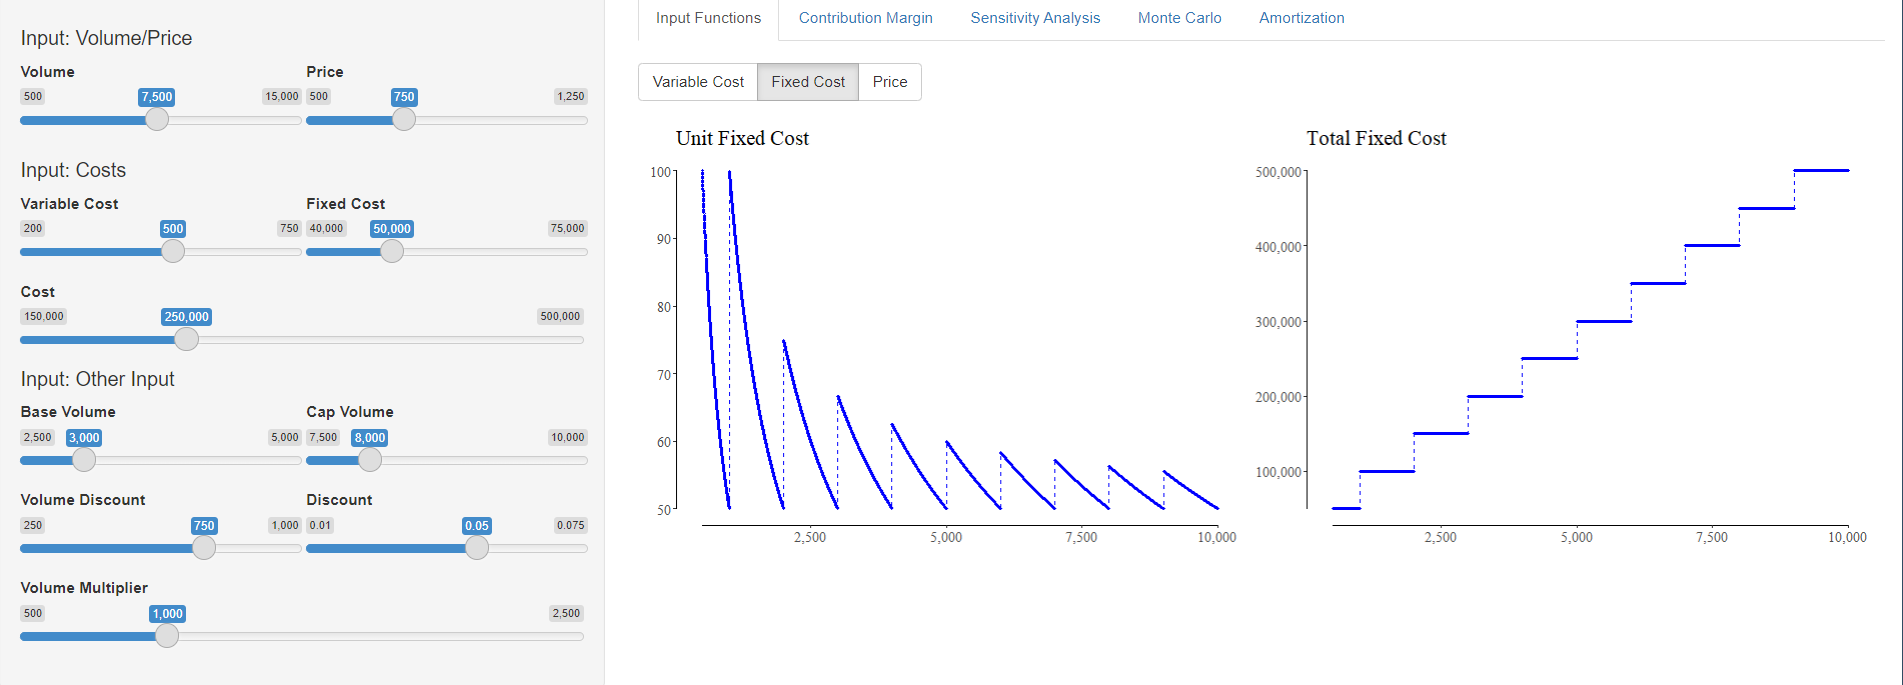 Input Functions Contribution Margin Sensitivity Analysis Monte Carlo Amortization
Input: Volume/Price
Volume Price
500 7,500 15,000 500 750 1,250
Input: Costs
Variable Cost Fixed Cost
200 500 750 40,000 50,000 75,000
Cost
150,000 250,000 500,000
Input: Other Input
Base Volume Cap Volume
2,500 3,000 5,000 7,500 8,000 10,000
Volume Discount Discount
250 750 1,000 0.01 0.05 0.075
Volume Multiplier
500 1,000 2,500
Variable Cost Fixed Cost Price
Unit Fixed Cost
100
90
80
70
60
50
2,500 5,000 7,500 10,000
Total Fixed Cost
500,000
400,000
300,000
200,000
100,000
2,500 5,000 7,500 10,000